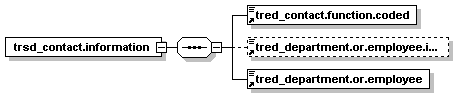 tred_contact.function.coded
trsd_contact.information
tred_department.or.employee.i...
tred_department.or.employee